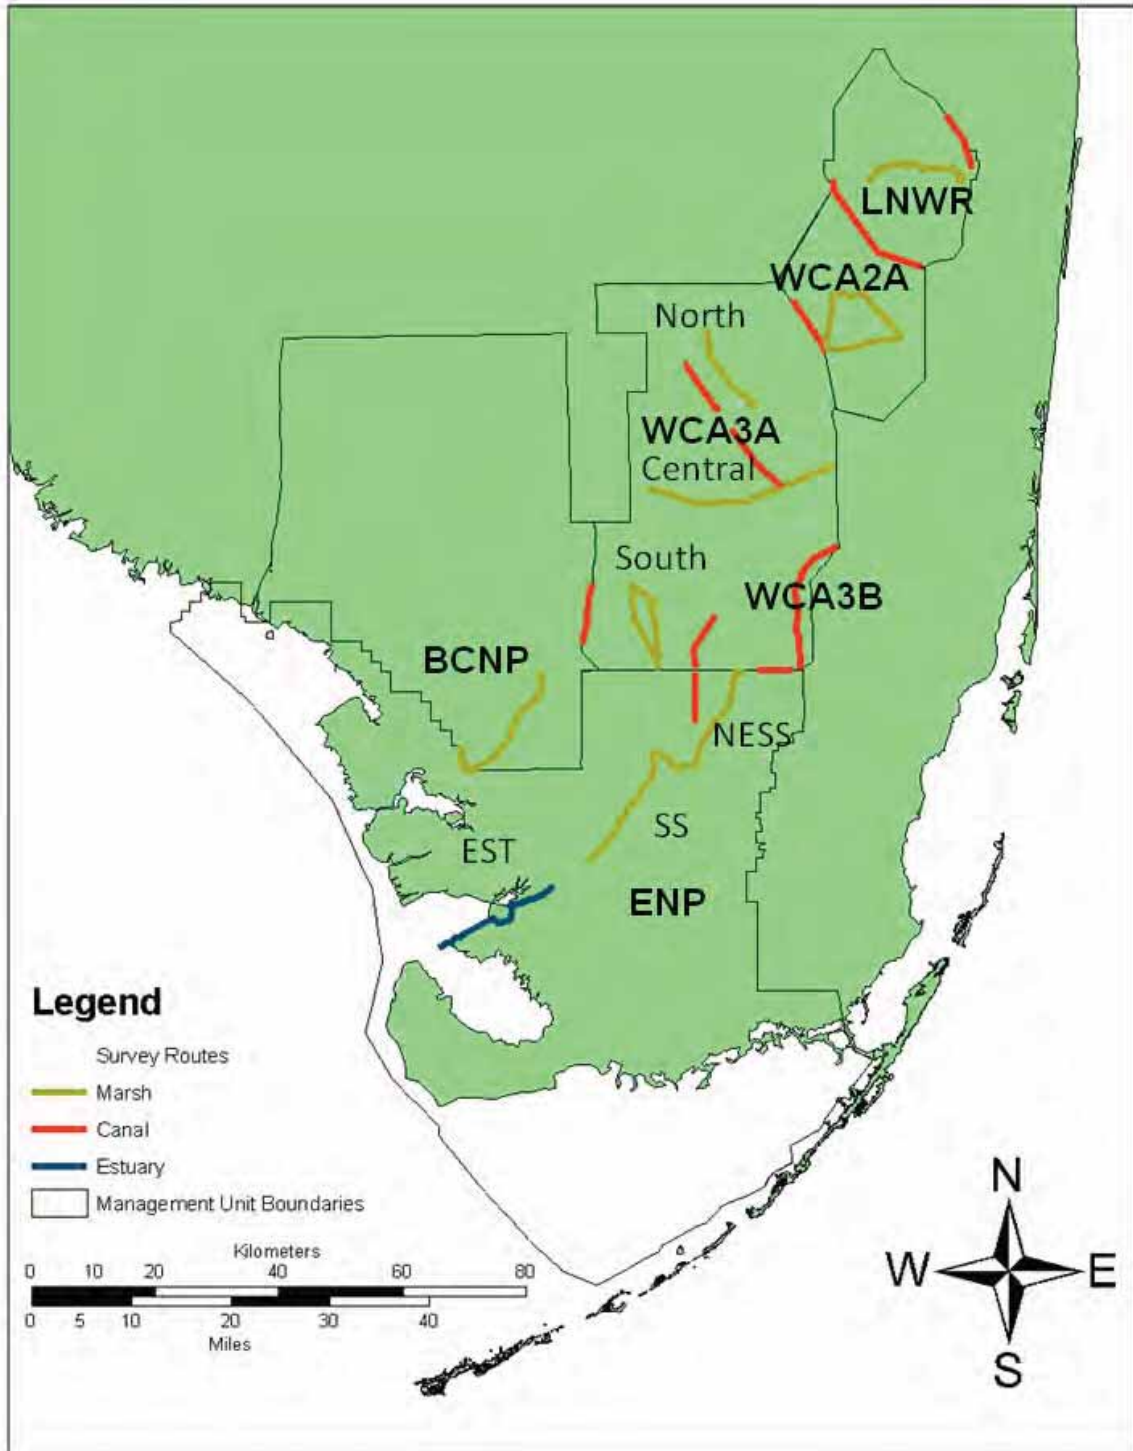 LNWR
WCA2A
North
WCA3A
Central
South
WCA3B
BCNP
NESS
SS
EST
ENP
Legend
Survey Routes
Marsh
Canal
Estuary
Management Unit Boundaries
Kilometers
0 10 20 40 60 80
0 5 10 20 30 40
Miles
N
W E
S